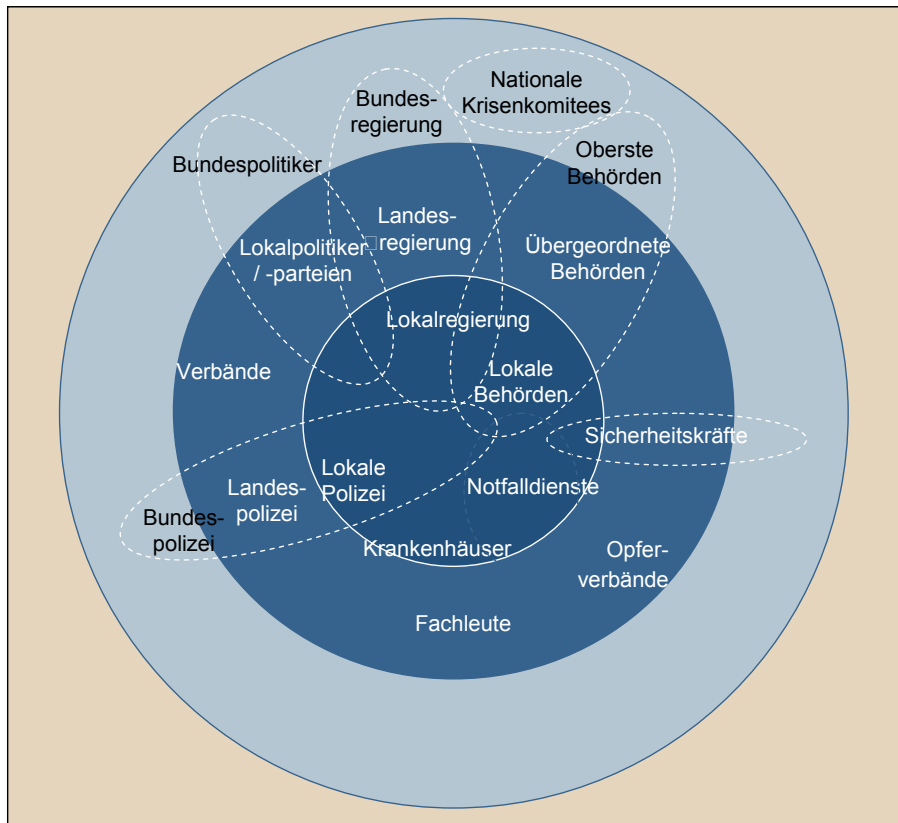 Nationale
Krisenkomitees
Bundes-
regierung
Oberste
Behörden
Bundespolitiker
Landes-
regierung
Lokalpolitiker
/ -parteien
Übergeordnete
Behörden
Lokalregierung
Verbände
Lokale
Behörden
Sicherheitskräfte
Lokale
Polizei
Notfalldienste
Landes-
polizei
Bundes-
polizei
Krankenhäuser
Opfer-
verbände
Fachleute